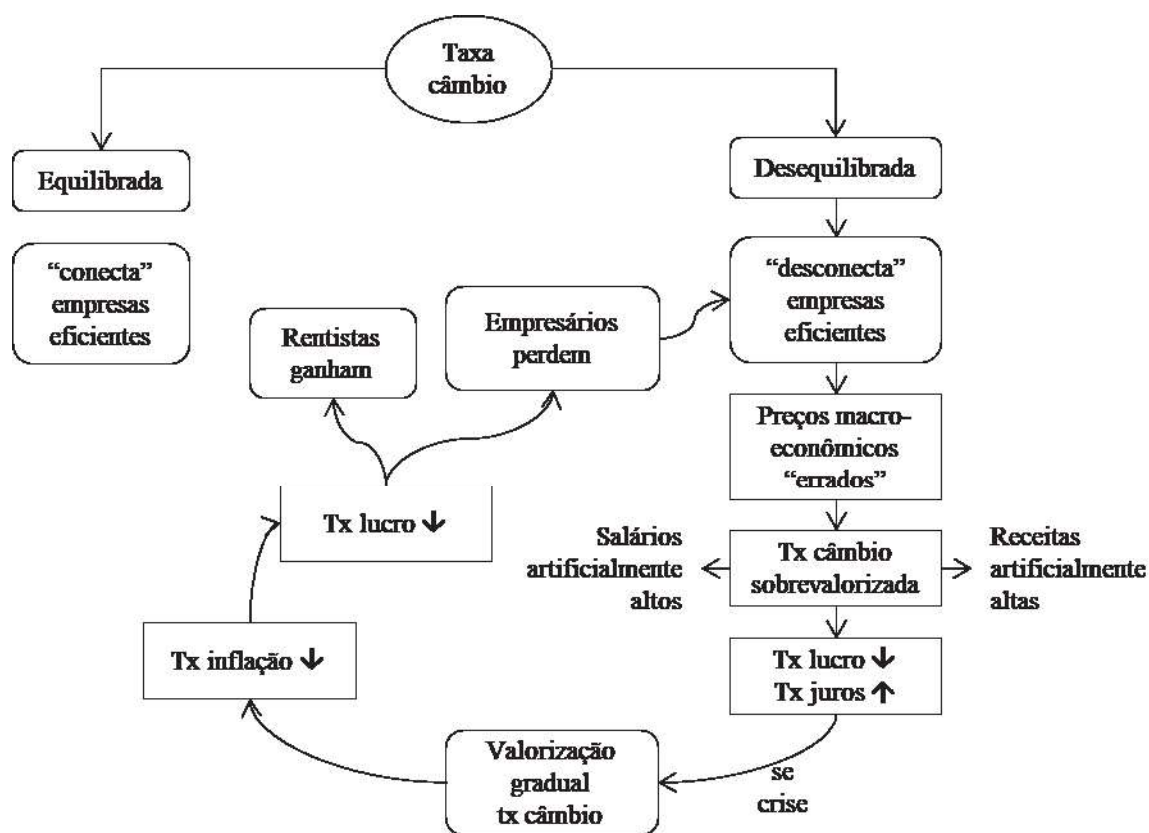 Taxa
câmbio
Equilibrada
Desequilibrada
“conecta”
empresas
eficientes
“desconecta”
empresas
eficientes
Rentistas
ganham
Empresários
perdem
Preços macro-
econômicos
“errados”
Tx lucro ↓
Salários
artificialmente
altos
Tx câmbio
sobrevalorizada
Receitas
artificialmente
altas
Tx inflação ↓
Tx lucro ↓
Tx juros ↑
Valorização
gradual
tx câmbio
se
crise